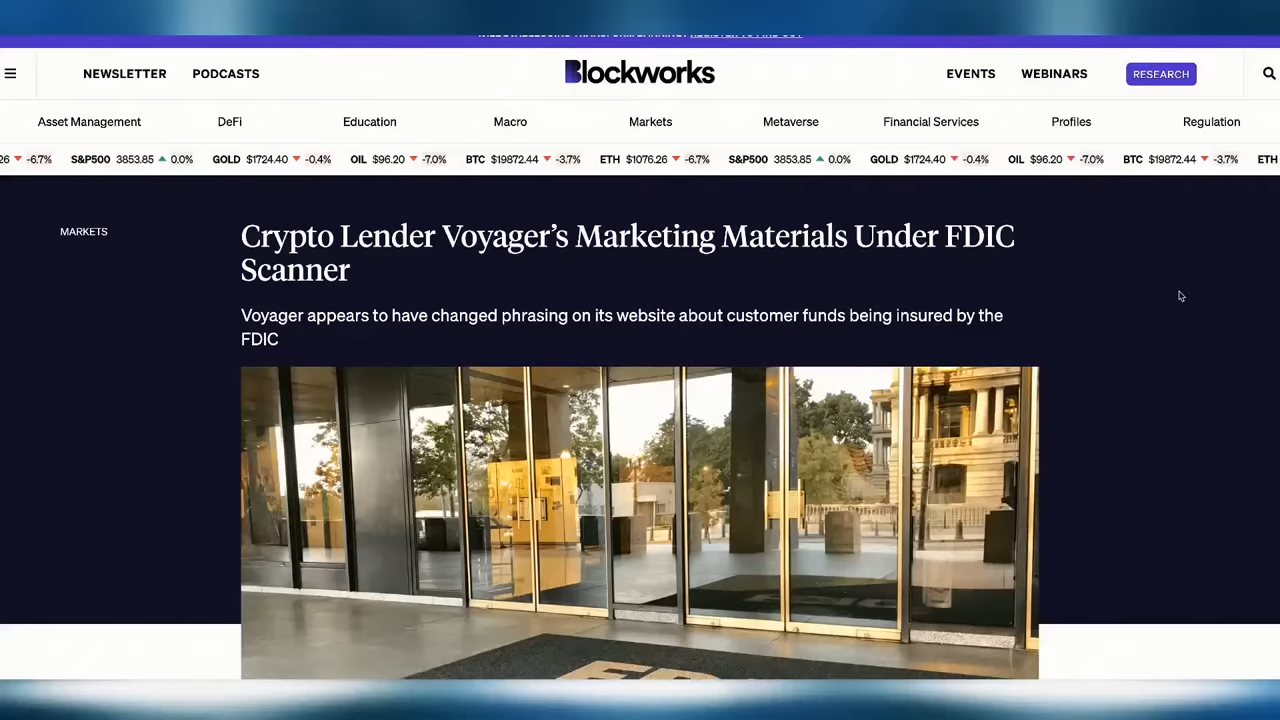 NEWSLETTER PODCASTS Blockworks EVENTS WEBINARS RESEARCH
Asset Management DeFi Education Macro Markets Metaverse Financial Services Profiles Regulation
26 -6.7% S&P500 3853.85 0.0% GOLD $1724.40 -0.4% OIL $96.20 -7.0% BTC $19872.44 -3.7% ETH $1076.26 -6.7% S&P500 3853.85 0.0% GOLD $1724.40 -0.4% OIL $96.20 -7.0% BTC $19872.44 -3.7% ETH
MARKETS
Crypto Lender Voyager’s Marketing Materials Under FDIC
Scanner
Voyager appears to have changed phrasing on its website about customer funds being insured by the
FDIC